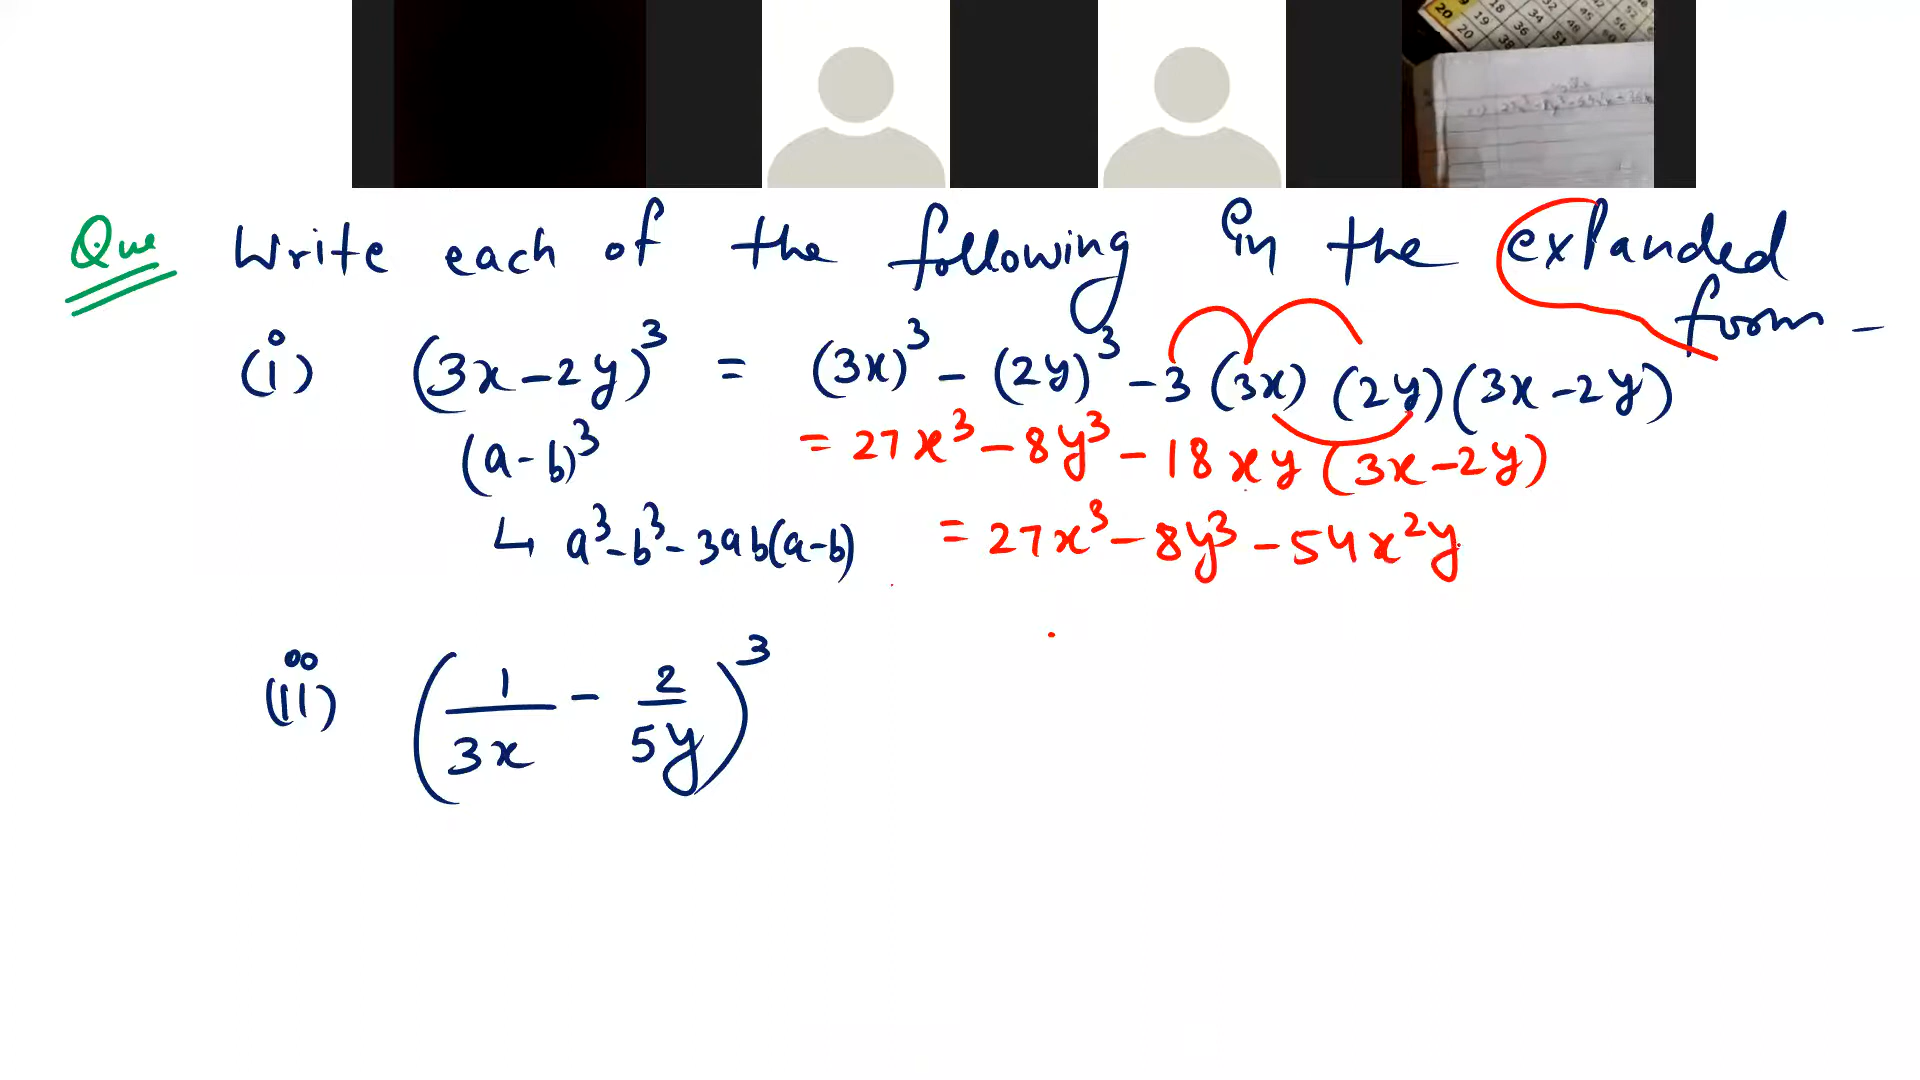 Que Write each of the following in the expanded form -
(i) (3x-2y)³ = (3x)³ - (2y)³ - 3 (3x) (2y)(3x-2y)
(a-b)³ = 27x³ - 8y³ - 18xy (3x-2y)
↳ a³-b³-3ab(a-b) = 27x³ - 8y³ - 54x²y
(ii) (1/3x - 2/5y)³